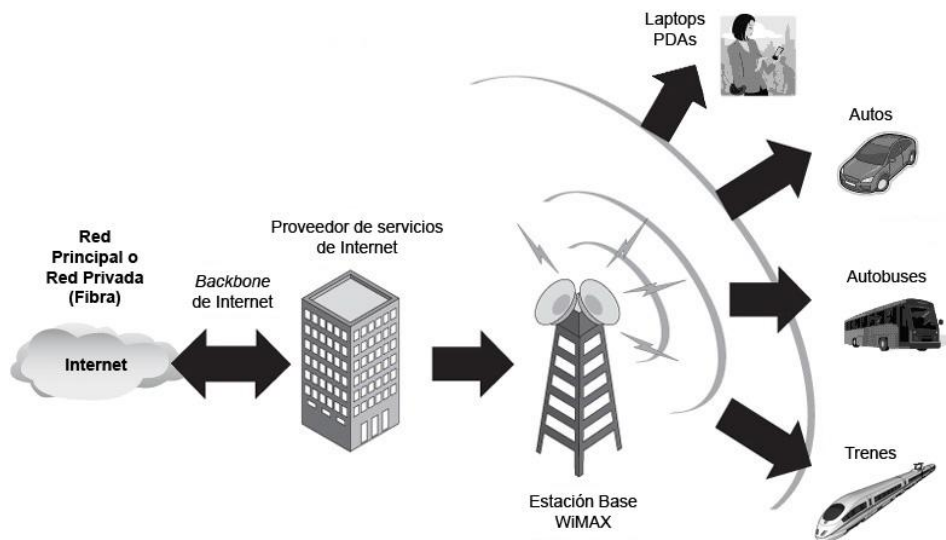 Red
Principal o
Red Privada
(Fibra)
Internet
Backbone
de Internet
Proveedor de servicios
de Internet
Estación Base
WiMAX
Laptops
PDAs
Autos
Autobuses
Trenes